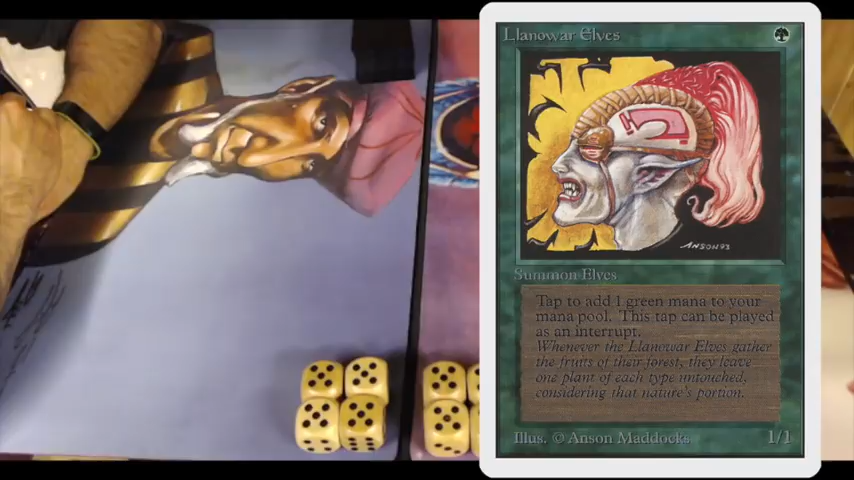 Llanowar Elves
ANSON93
Summon Elves
Tap to add 1 green mana to your
mana pool. This tap can be played
as an interrupt.
Whenever the Llanowar Elves gather
the fruits of their forest, they leave
one plant of each type untouched,
considering that nature's portion.
Illus. © Anson Maddocks
1/1